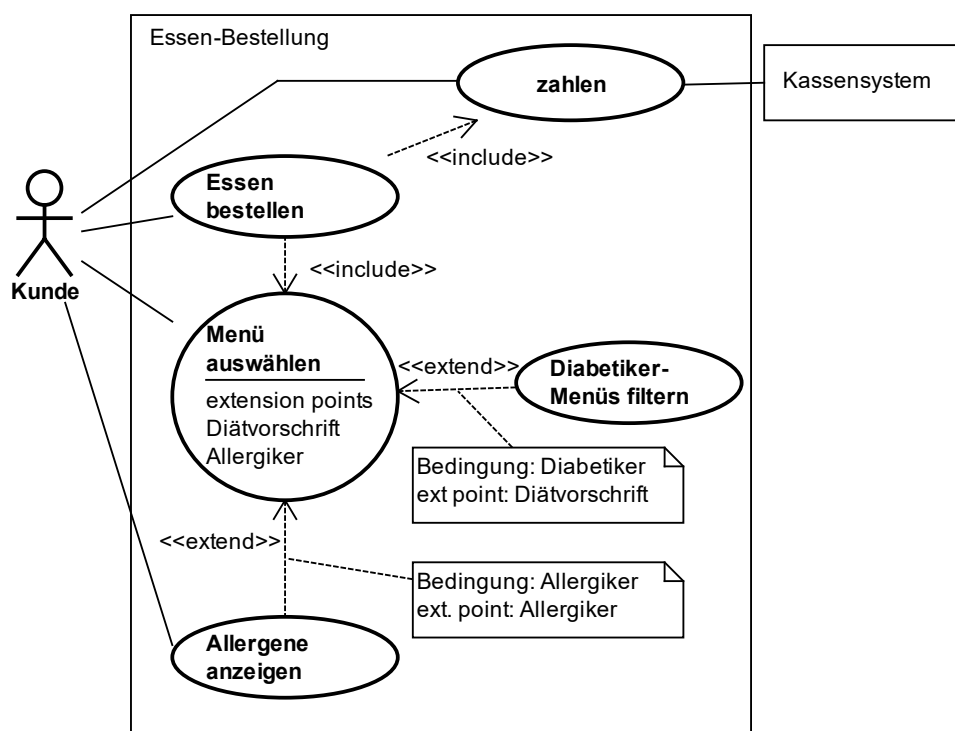 Essen-Bestellung
zahlen
Kassensystem
<<include>>
Essen
bestellen
<<include>>
Kunde
Menü
auswählen
extension points
Diätvorschrift
Allergiker
<<extend>>
Diabetiker-
Menüs filtern
Bedingung: Diabetiker
ext point: Diätvorschrift
<<extend>>
Bedingung: Allergiker
ext. point: Allergiker
Allergene
anzeigen